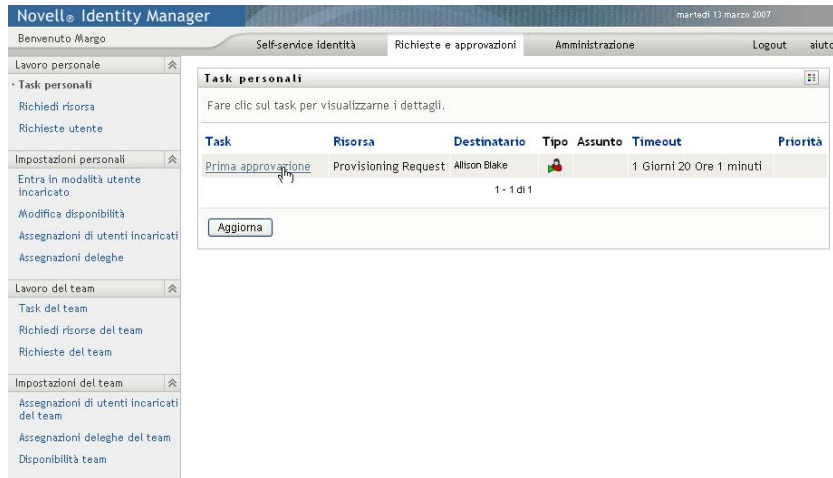 Novell® Identity Manager
martedì 13 marzo 2007
Benvenuto Margo
Self-service identità
Richieste e approvazioni
Amministrazione
Logout
aiuto
Lavoro personale
Task personali
Richiedi risorsa
Richieste utente
Impostazioni personali
Entra in modalità utente
incaricato
Modifica disponibilità
Assegnazioni di utenti incaricati
Assegnazioni deleghe
Lavoro del team
Task del team
Richiedi risorse del team
Richieste del team
Impostazioni del team
Assegnazioni di utenti incaricati
del team
Assegnazioni deleghe del team
Disponibilità team
Task personali
Fare clic sul task per visualizzarne i dettagli.
Task Risorsa Destinatario Tipo Assunto Timeout Priorità
Prima approvazione Provisioning Request Allison Blake 1 Giorni 20 Ore 1 minuti
1 - 1 di 1
Aggiorna